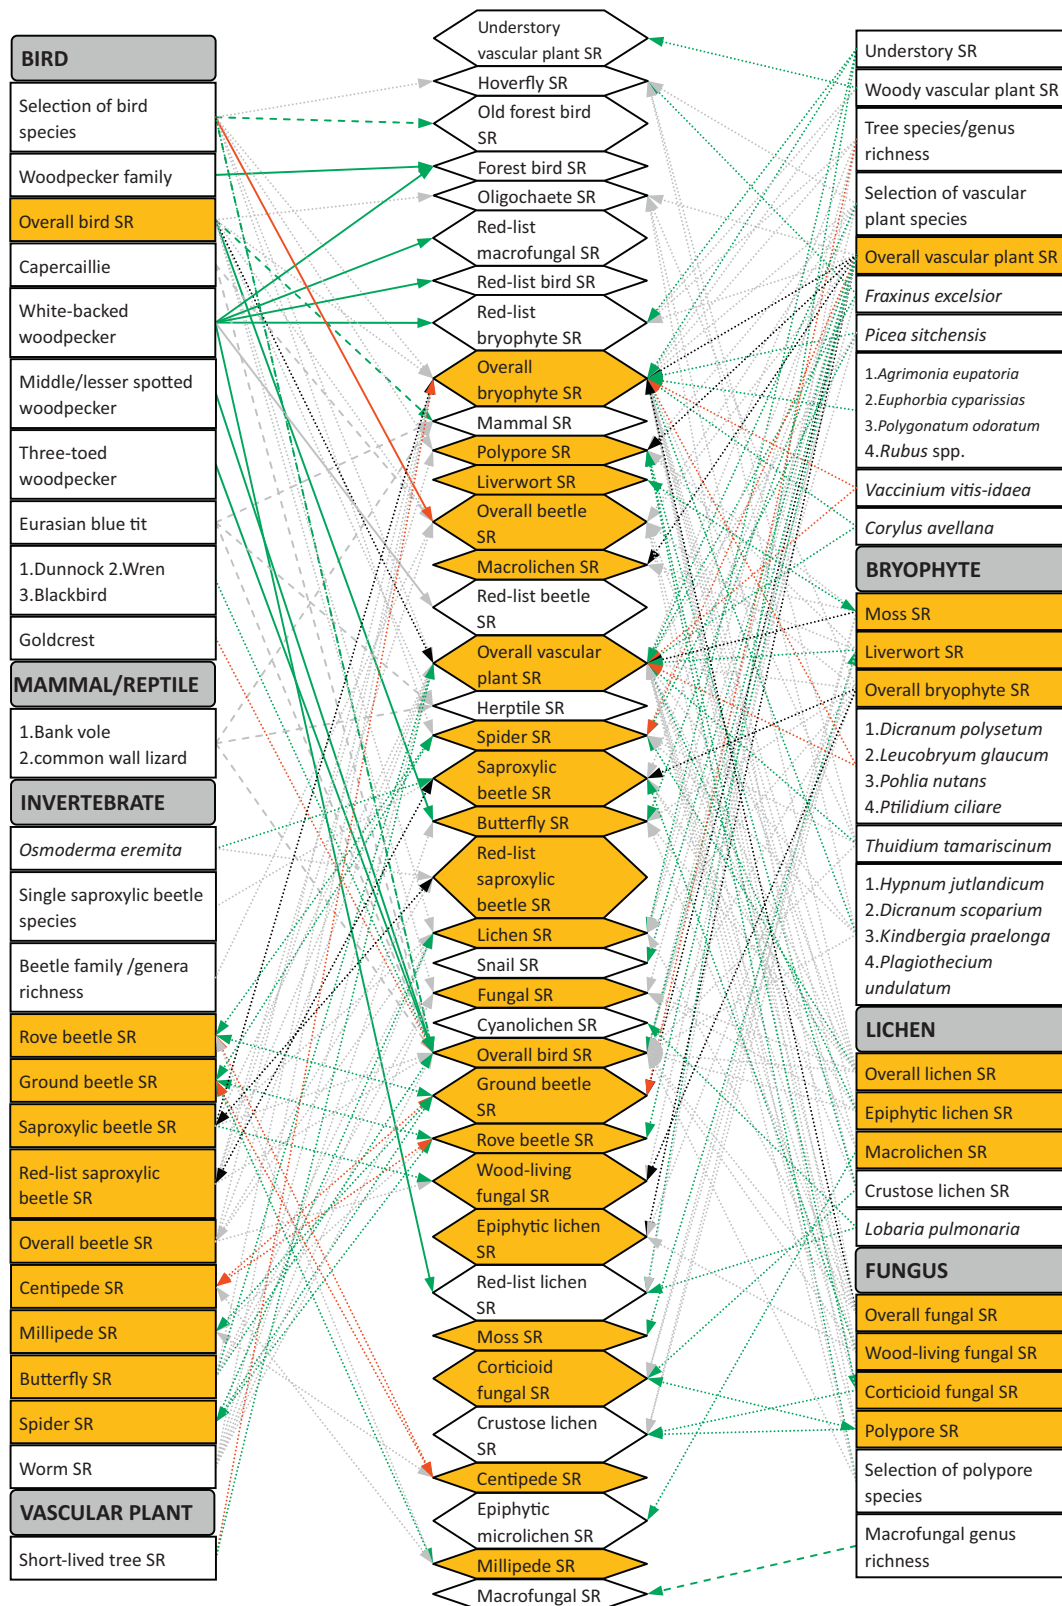 BIRD
Selection of bird
species
Woodpecker family
Overall bird SR
Capercaillie
White-backed
woodpecker
Middle/lesser spotted
woodpecker
Three-toed
woodpecker
Eurasian blue tit
1.Dunnock 2.Wren
3.Blackbird
Goldcrest
MAMMAL/REPTILE
1.Bank vole
2.common wall lizard
INVERTEBRATE
Osmoderma eremita
Single saproxylic beetle
species
Beetle family /genera
richness
Rove beetle SR
Ground beetle SR
Saproxylic beetle SR
Red-list saproxylic
beetle SR
Overall beetle SR
Centipede SR
Millipede SR
Butterfly SR
Spider SR
Worm SR
VASCULAR PLANT
Short-lived tree SR
Understory
vascular plant SR
Hoverfly SR
Old forest bird
SR
Forest bird SR
Oligochaete SR
Red-list
macrofungal SR
Red-list bird SR
Red-list
bryophyte SR
Overall
bryophyte SR
Mammal SR
Polypore SR
Liverwort SR
Overall beetle
SR
Macrolichen SR
Red-list beetle
SR
Overall vascular
plant SR
Herptile SR
Spider SR
Saproxylic
beetle SR
Butterfly SR
Red-list
saproxylic
beetle SR
Lichen SR
Snail SR
Fungal SR
Cyanolichen SR
Overall bird SR
Ground beetle
SR
Rove beetle SR
Wood-living
fungal SR
Epiphytic lichen
SR
Red-list lichen
SR
Moss SR
Corticioid
fungal SR
Crustose lichen
SR
Centipede SR
Epiphytic
microlichen SR
Millipede SR
Macrofungal SR
Understory SR
Woody vascular plant SR
Tree species/genus
richness
Selection of vascular
plant species
Overall vascular plant SR
Fraxinus excelsior
Picea sitchensis
1.Agrimonia eupatoria
2.Euphorbia cyparissias
3.Polygonatum odoratum
4.Rubus spp.
Vaccinium vitis-idaea
Corylus avellana
BRYOPHYTE
Moss SR
Liverwort SR
Overall bryophyte SR
1.Dicranum polysetum
2.Leucobryum glaucum
3.Pohlia nutans
4.Ptilidium ciliare
Thuidium tamariscinum
1.Hypnum jutlandicum
2.Dicranum scoparium
3.Kindbergia praelonga
4.Plagiothecium
undulatum
LICHEN
Overall lichen SR
Epiphytic lichen SR
Macrolichen SR
Crustose lichen SR
Lobaria pulmonaria
FUNGUS
Overall fungal SR
Wood-living fungal SR
Corticioid fungal SR
Polypore SR
Selection of polypore
species
Macrofungal genus
richness